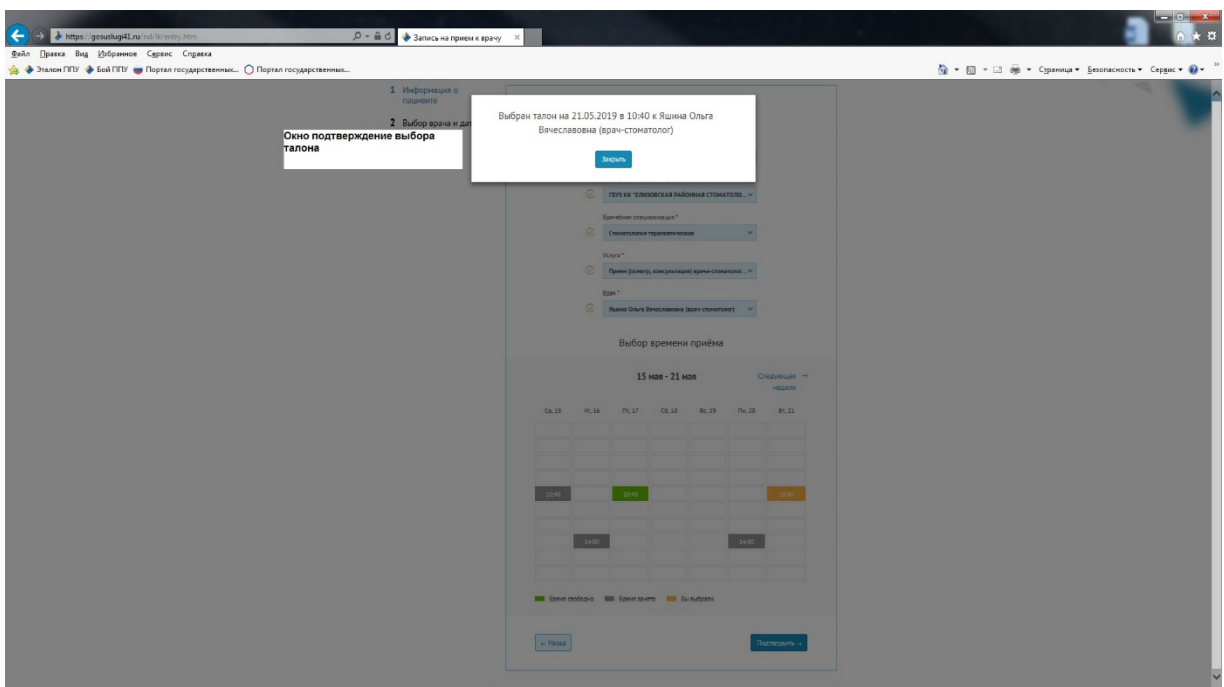 https://gosuslugi41.ru/nd/lk/entry.htm
Запись на прием к врачу
Файл Правка Вид Избранное Сервис Справка
Эталон ППУ Бой ППУ Портал государственных... Портал государственных...
Страница Безопасность Сервис
1 Информация о
пациенте
2 Выбор врача и дат
Окно подтверждение выбора
талона
Выбран талон на 21.05.2019 в 10:40 к Яшина Ольга
Вячеславовна (врач-стоматолог)
Закрыть
ГБУЗ КК "ЕЛИЗОВСКАЯ РАЙОННАЯ СТОМАТОЛО...
Врачебная специализация *
Стоматология терапевтическая
Услуга *
Прием (осмотр, консультация) врача-стоматолог...
Врач *
Яшина Ольга Вячеславовна (врач-стоматолог)
Выбор времени приёма
15 мая - 21 мая
Следующая →
неделя
Ср, 15 Чт, 16 Пт, 17 Сб, 18 Вс, 19 Пн, 20 Вт, 21
10:40 10:40 10:40
14:00 14:00
Время свободно Время занято Вы выбрали
← Назад Подтвердить →